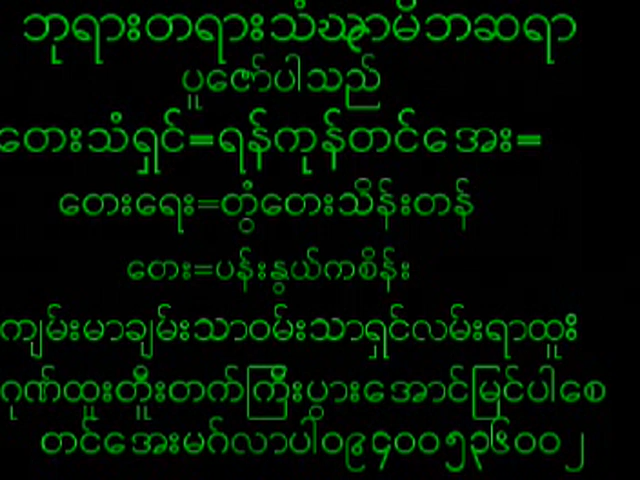 ဘုရားတရားသံဃာမိဘဆရာ
ပူဇော်ပါသည်
တေးသံရှင်=ရန်ကုန်တင်အေး=
တေးရေး=တွံတေးသိန်းတန်
တေး=ပန်းနွယ်ကစိန်း
ကျမ်းမာချမ်းသာဝမ်းသာရှင်လမ်းရာထူး
ဂုဏ်ထူးတိုးတက်ကြီးပွားအောင်မြင်ပါစေ
တင်အေးမင်္ဂလာပါ၀၉၄၀၀၅၃၆၀၀၂